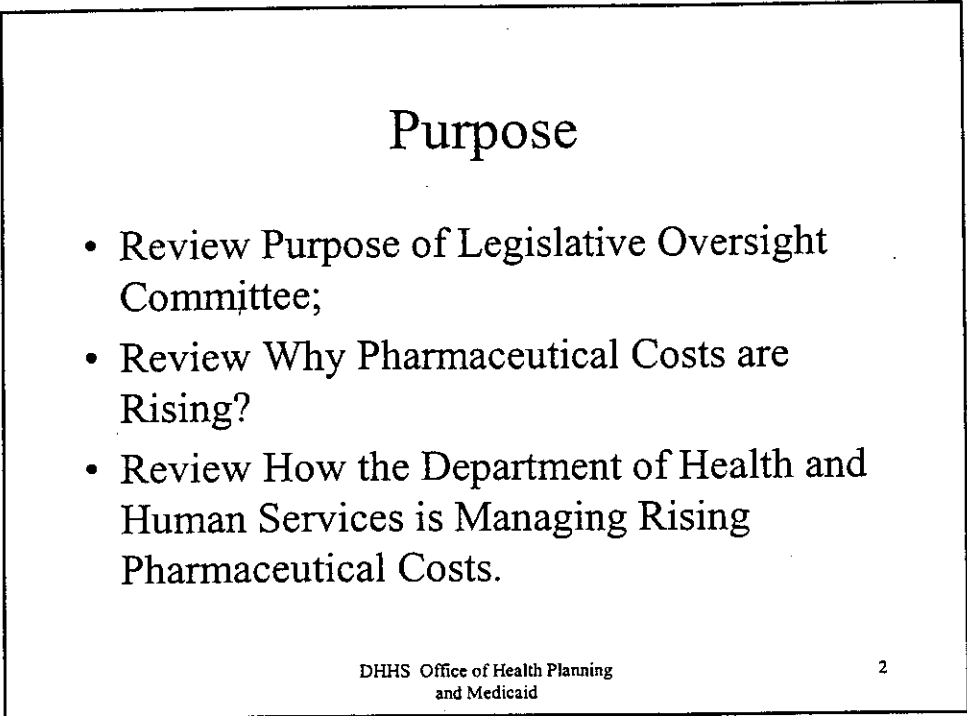 Purpose
• Review Purpose of Legislative Oversight
Committee;
• Review Why Pharmaceutical Costs are
Rising?
• Review How the Department of Health and
Human Services is Managing Rising
Pharmaceutical Costs.
DHHS Office of Health Planning
and Medicaid
2